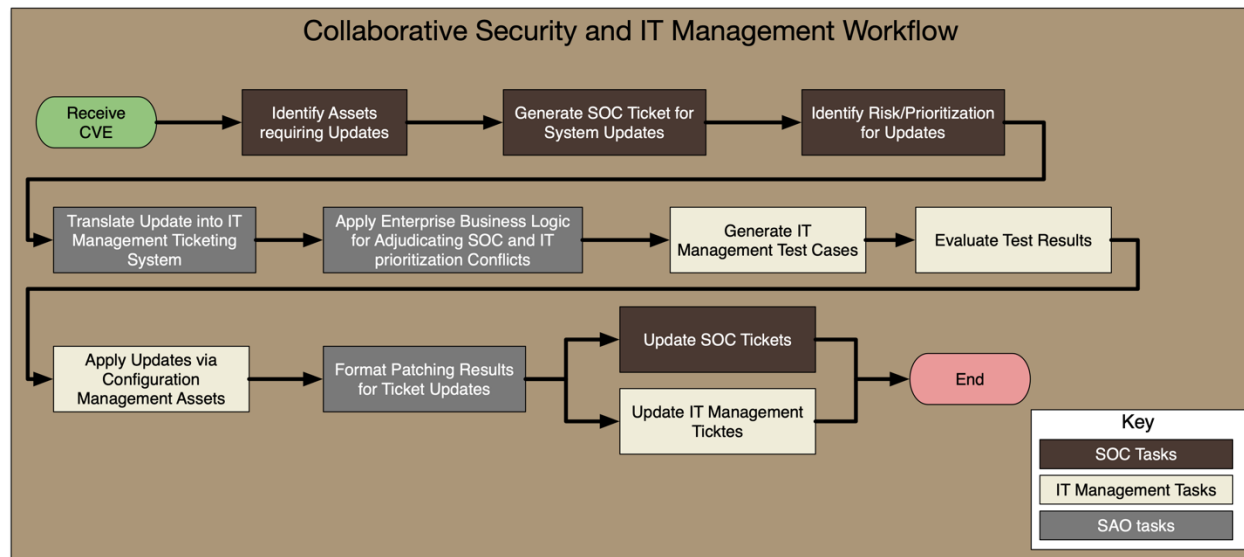 Collaborative Security and IT Management Workflow
Receive
CVE
Identify Assets
requiring Updates
Generate SOC Ticket for
System Updates
Identify Risk/Prioritization
for Updates
Translate Update into IT
Management Ticketing
System
Apply Enterprise Business Logic
for Adjudicating SOC and IT
prioritization Conflicts
Generate IT
Management Test Cases
Evaluate Test Results
Apply Updates via
Configuration
Management Assets
Format Patching Results
for Ticket Updates
Update SOC Tickets
Update IT Management
Ticktes
End
Key
SOC Tasks
IT Management Tasks
SAO tasks